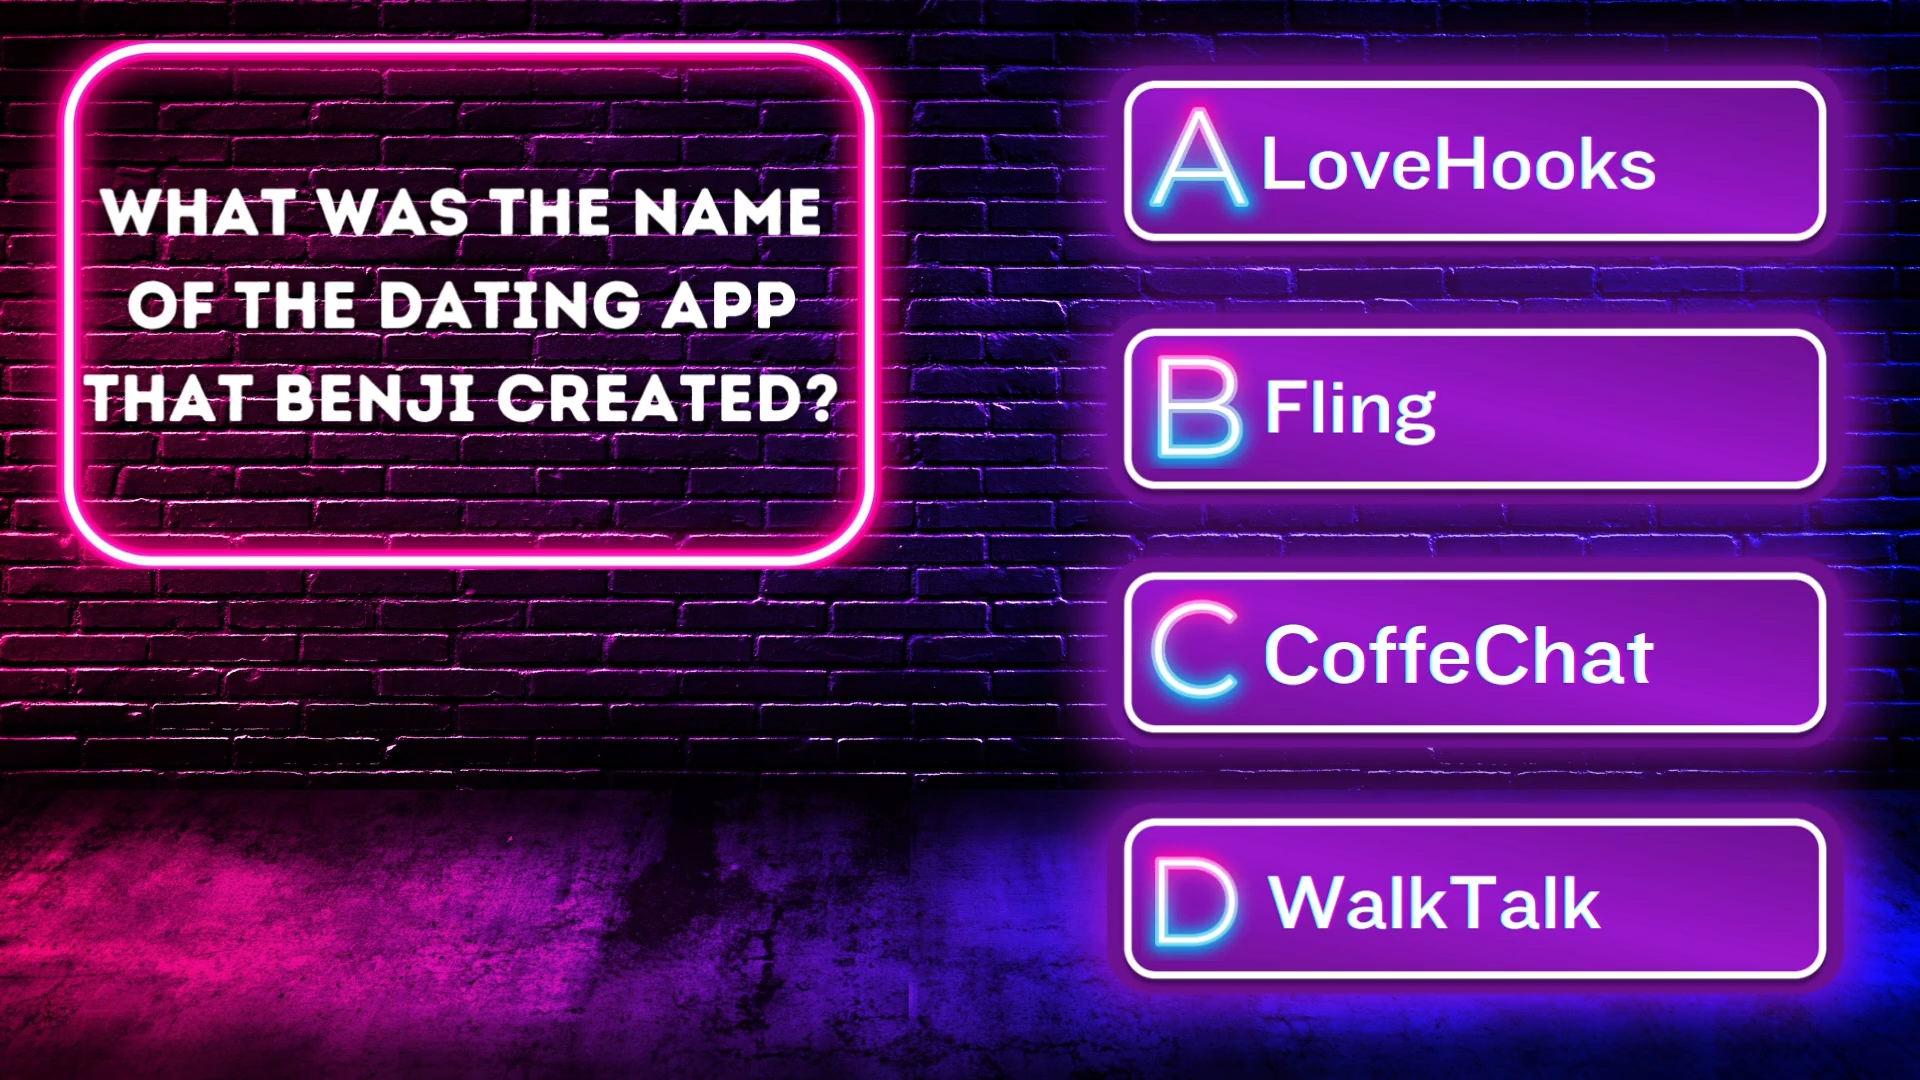 WHAT WAS THE NAME
OF THE DATING APP
THAT BENJI CREATED?
A LoveHooks
B Fling
C CoffeChat
D WalkTalk